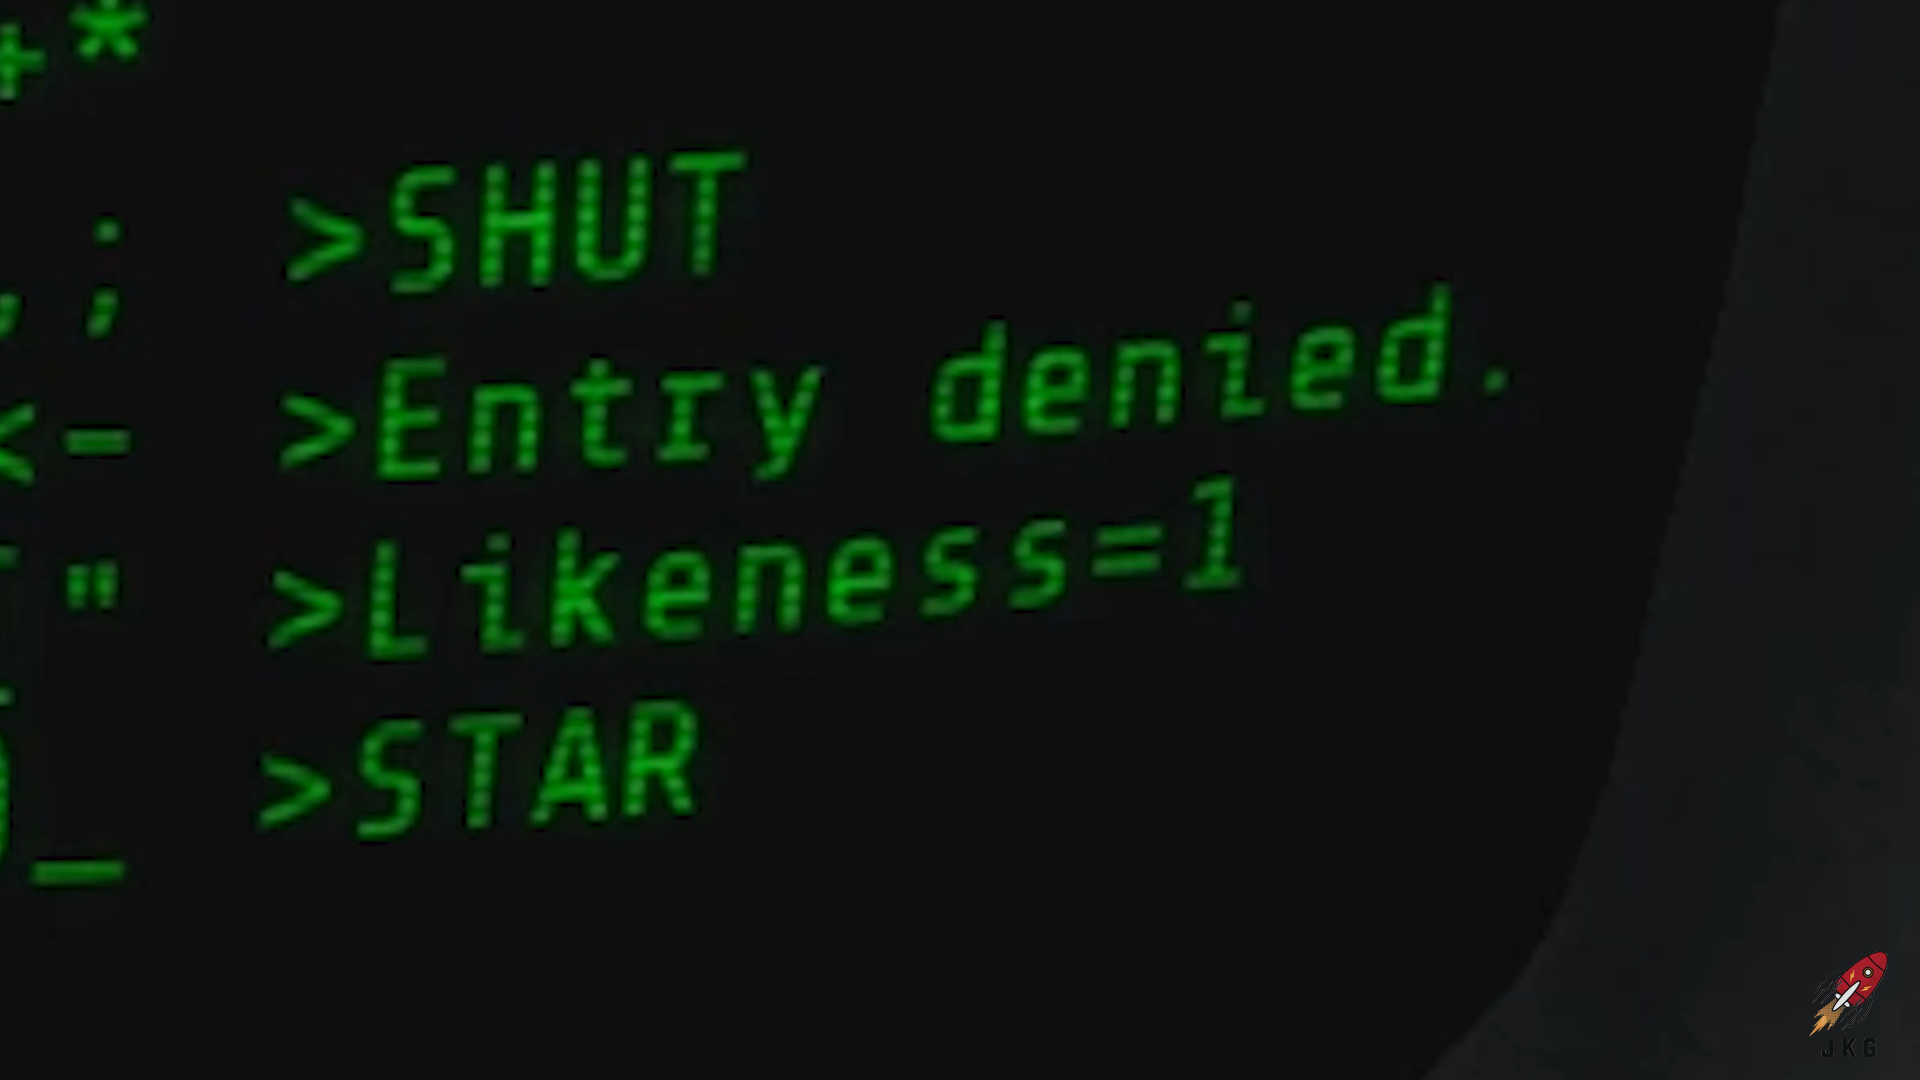 +*
,; >SHUT
<- >Entry denied.
" >Likeness=1
_ >STAR
JKG